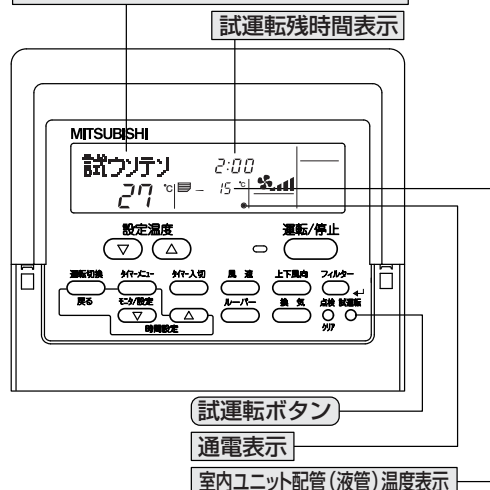 試運転残時間表示
MITSUBISHI
試ウンテン 2:00
27 ℃ - 15 ℃
設定温度 運転/停止
▽ △
運転切換 タイマーメニュー タイマー入切 風 速 上下風向 フィルター
戻る モニタ/設定 ルーバー 換 気 点検 試運転
▽ △
時間設定 クリア
試運転ボタン
通電表示
室内ユニット配管(液管)温度表示